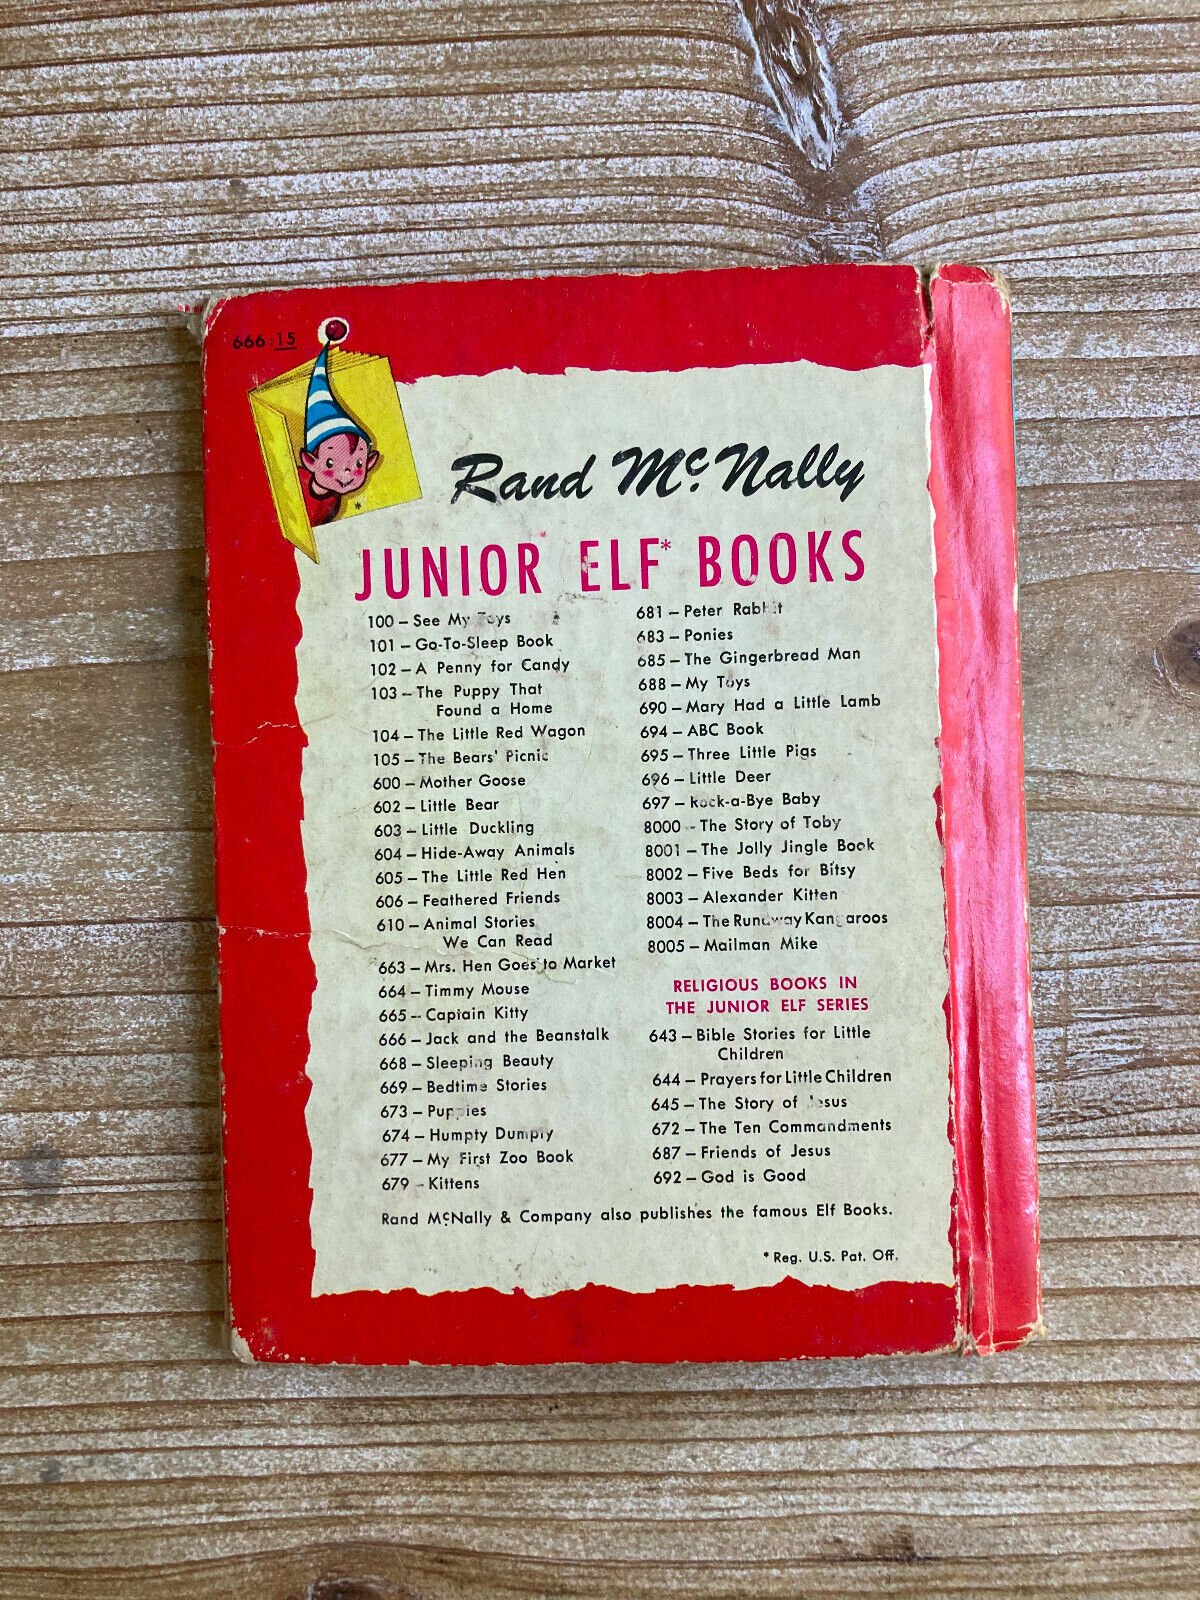 666:15
Rand McNally
JUNIOR ELF* BOOKS
100 – See My Toys
101 – Go-To-Sleep Book
102 – A Penny for Candy
103 – The Puppy That
Found a Home
104 – The Little Red Wagon
105 – The Bears' Picnic
600 – Mother Goose
602 – Little Bear
603 – Little Duckling
604 – Hide-Away Animals
605 – The Little Red Hen
606 – Feathered Friends
610 – Animal Stories
We Can Read
663 – Mrs. Hen Goes to Market
664 – Timmy Mouse
665 – Captain Kitty
666 – Jack and the Beanstalk
668 – Sleeping Beauty
669 – Bedtime Stories
673 – Puppies
674 – Humpty Dumpty
677 – My First Zoo Book
679 – Kittens
681 – Peter Rabbit
683 – Ponies
685 – The Gingerbread Man
688 – My Toys
690 – Mary Had a Little Lamb
694 – ABC Book
695 – Three Little Pigs
696 – Little Deer
697 – Rock-a-Bye Baby
8000 – The Story of Toby
8001 – The Jolly Jingle Book
8002 – Five Beds for Bitsy
8003 – Alexander Kitten
8004 – The Runaway Kangaroos
8005 – Mailman Mike
RELIGIOUS BOOKS IN
THE JUNIOR ELF SERIES
643 – Bible Stories for Little
Children
644 – Prayers for Little Children
645 – The Story of Jesus
672 – The Ten Commandments
687 – Friends of Jesus
692 – God is Good
Rand McNally & Company also publishes the famous Elf Books.
* Reg. U.S. Pat. Off.